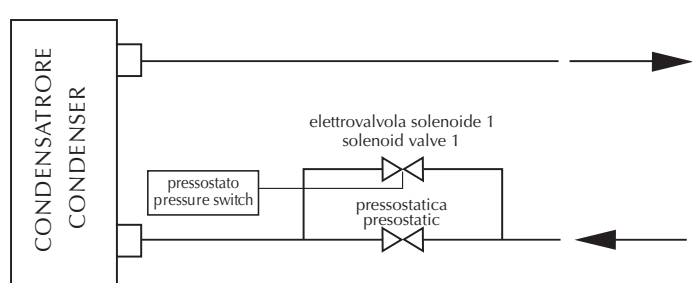 CONDENSATRORE
CONDENSER
elettrovalvola solenoide 1
solenoid valve 1
pressostato
pressure switch
pressostatica
presostatic